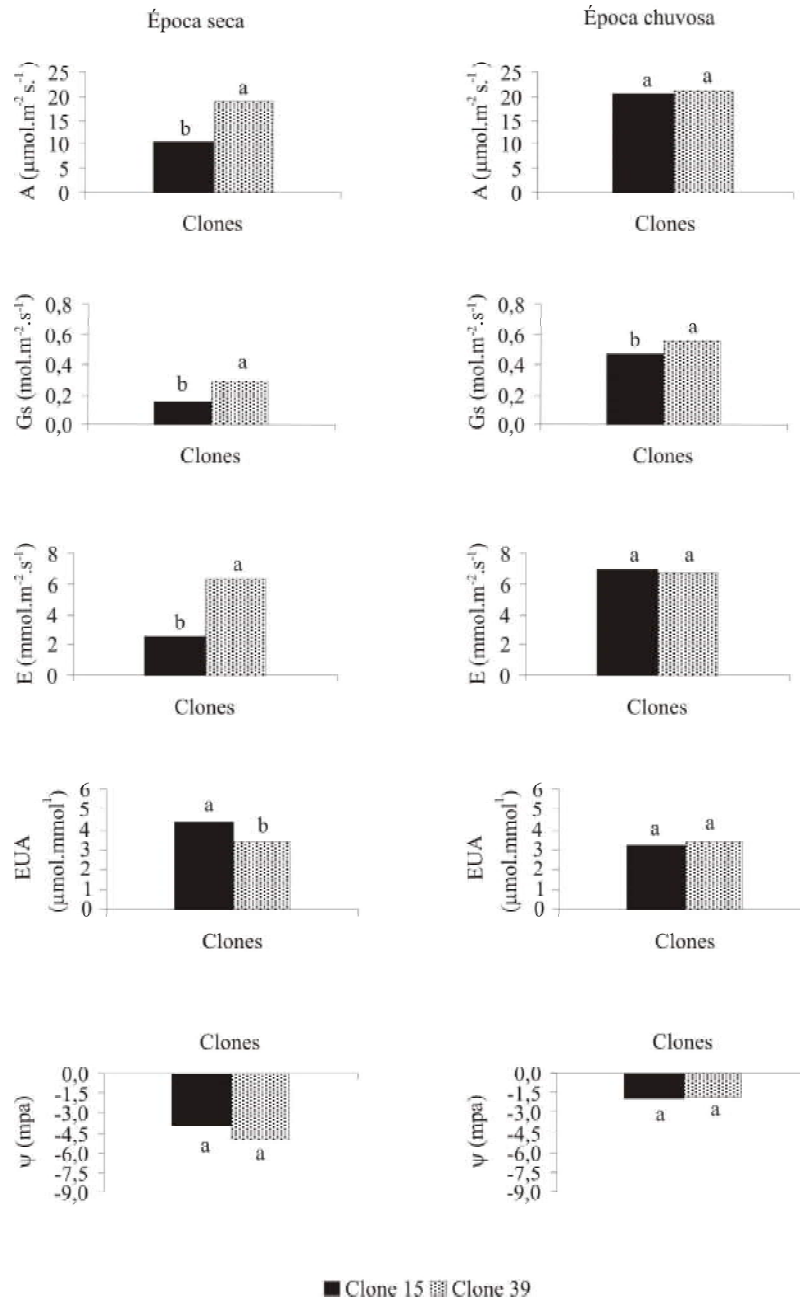 Época seca
A (µmol.m⁻² s.⁻¹)
25
20
15
10
5
0
b
a
Clones
Época chuvosa
A (µmol.m⁻² s.⁻¹)
25
20
15
10
5
0
a
a
Clones
Gs (mol.m⁻².s⁻¹)
0,8
0,6
0,4
0,2
0,0
b
a
Clones
Gs (mol.m⁻².s⁻¹)
0,8
0,6
0,4
0,2
0,0
b
a
Clones
E (mmol.m⁻².s⁻¹)
8
6
4
2
0
b
a
Clones
E (mmol.m⁻².s⁻¹)
8
6
4
2
0
a
a
Clones
EUA
(µmol.mmol¹)
6
5
4
3
2
1
0
a
b
Clones
EUA
(µmol.mmol¹)
6
5
4
3
2
1
0
a
a
Clones
Clones
ψ (mpa)
0,0
-1,5
-3,0
-4,5
-6,0
-7,5
-9,0
a
a
Clones
ψ (mpa)
0,0
-1,5
-3,0
-4,5
-6,0
-7,5
-9,0
a
a
Clone 15
Clone 39